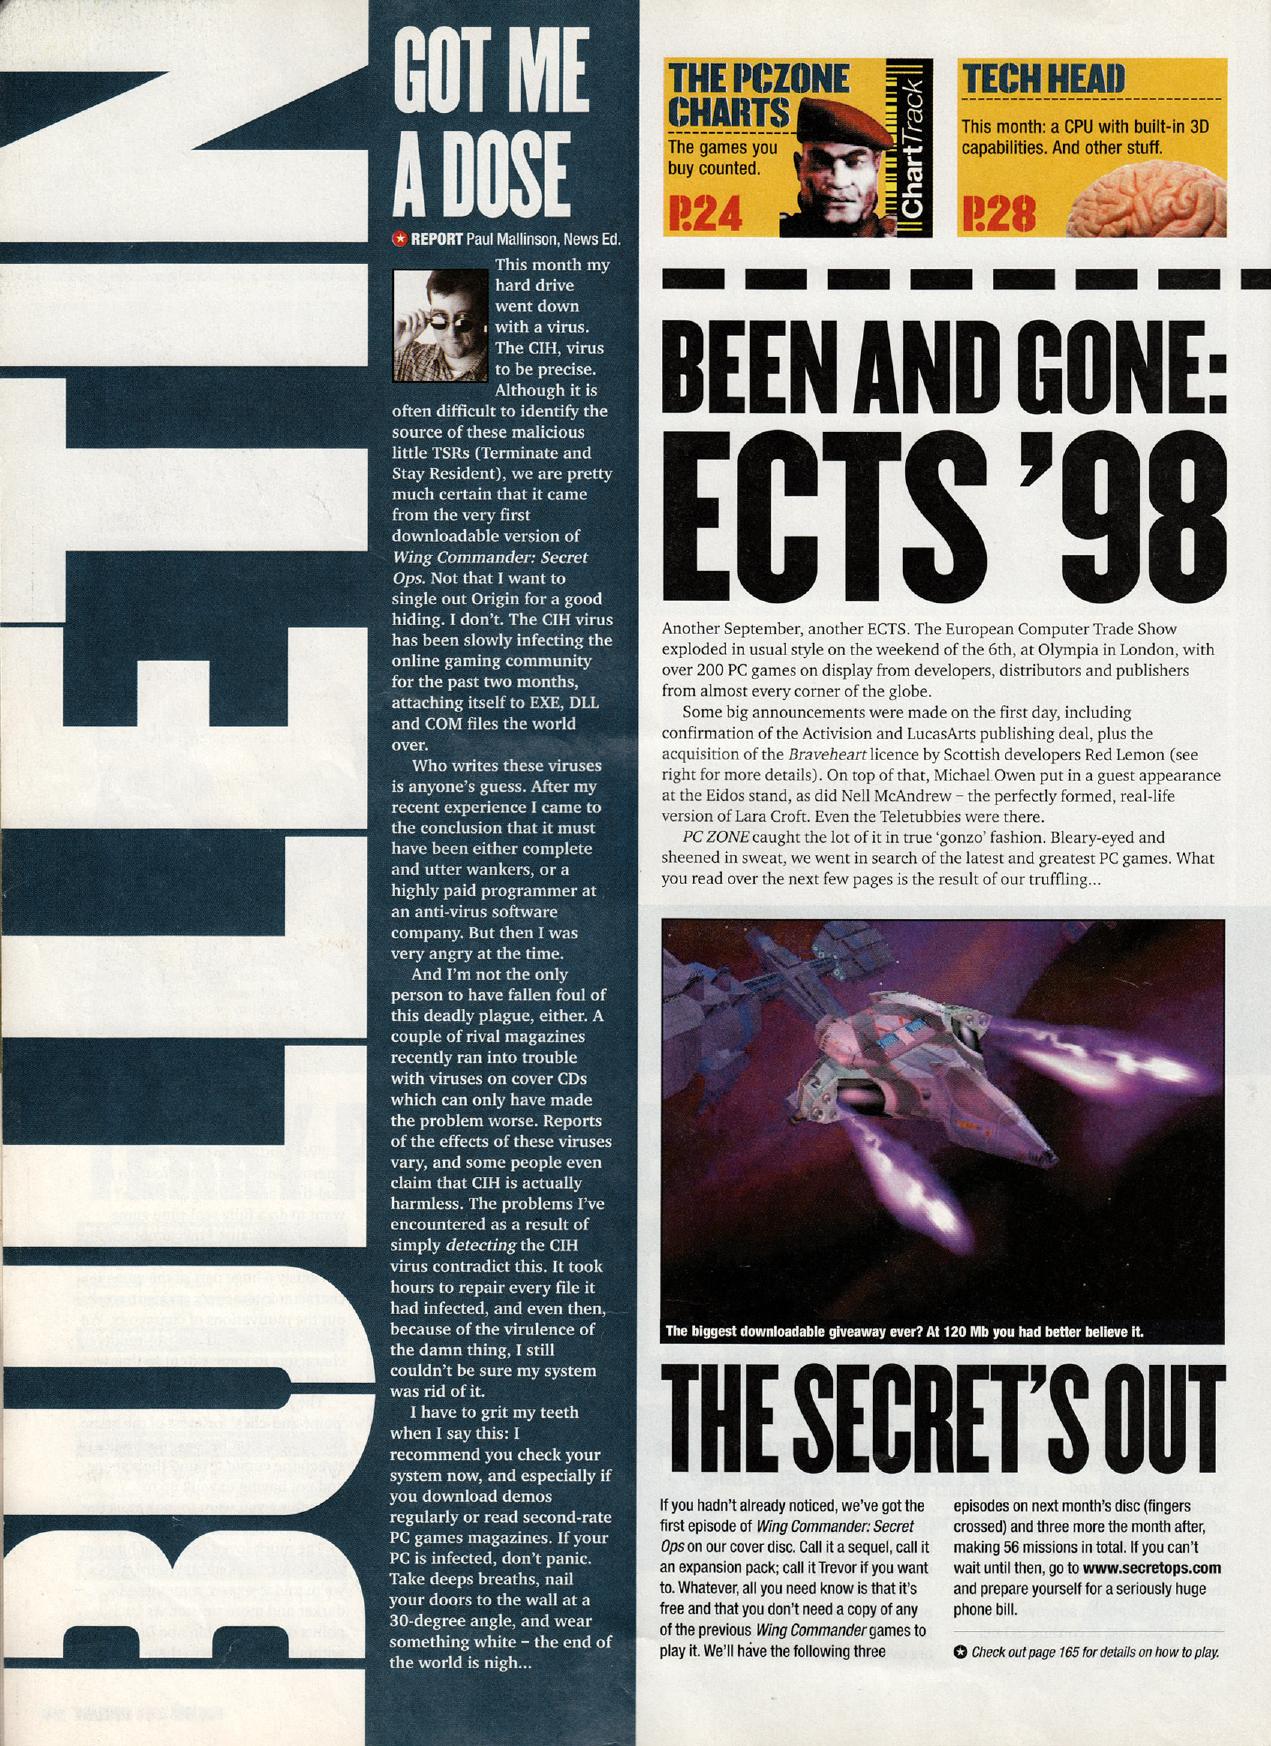 BULLETIN
GOT ME
A DOSE
REPORT Paul Mallinson, News Ed.
This month my
hard drive
went down
with a virus.
The CIH, virus
to be precise.
Although it is
often difficult to identify the
source of these malicious
little TSRs (Terminate and
Stay Resident), we are pretty
much certain that it came
from the very first
downloadable version of
Wing Commander: Secret
Ops. Not that I want to
single out Origin for a good
hiding. I don't. The CIH virus
has been slowly infecting the
online gaming community
for the past two months,
attaching itself to EXE, DLL
and COM files the world
over.
Who writes these viruses
is anyone's guess. After my
recent experience I came to
the conclusion that it must
have been either complete
and utter wankers, or a
highly paid programmer at
an anti-virus software
company. But then I was
very angry at the time.
And I'm not the only
person to have fallen foul of
this deadly plague, either. A
couple of rival magazines
recently ran into trouble
with viruses on cover CDs
which can only have made
the problem worse. Reports
of the effects of these viruses
vary, and some people even
claim that CIH is actually
harmless. The problems I've
encountered as a result of
simply detecting the CIH
virus contradict this. It took
hours to repair every file it
had infected, and even then,
because of the virulence of
the damn thing, I still
couldn't be sure my system
was rid of it.
I have to grit my teeth
when I say this: I
recommend you check your
system now, and especially if
you download demos
regularly or read second-rate
PC games magazines. If your
PC is infected, don't panic.
Take deeps breaths, nail
your doors to the wall at a
30-degree angle, and wear
something white – the end of
the world is nigh...
THE PCZONE
CHARTS
The games you
buy counted.
P.24
ChartTrack
TECH HEAD
This month: a CPU with built-in 3D
capabilities. And other stuff.
P.28
BEEN AND GONE:
ECTS '98
Another September, another ECTS. The European Computer Trade Show
exploded in usual style on the weekend of the 6th, at Olympia in London, with
over 200 PC games on display from developers, distributors and publishers
from almost every corner of the globe.
Some big announcements were made on the first day, including
confirmation of the Activision and LucasArts publishing deal, plus the
acquisition of the Braveheart licence by Scottish developers Red Lemon (see
right for more details). On top of that, Michael Owen put in a guest appearance
at the Eidos stand, as did Nell McAndrew – the perfectly formed, real-life
version of Lara Croft. Even the Teletubbies were there.
PC ZONE caught the lot of it in true 'gonzo' fashion. Bleary-eyed and
sheened in sweat, we went in search of the latest and greatest PC games. What
you read over the next few pages is the result of our truffling...
The biggest downloadable giveaway ever? At 120 Mb you had better believe it.
THE SECRET'S OUT
If you hadn't already noticed, we've got the
first episode of Wing Commander: Secret
Ops on our cover disc. Call it a sequel, call it
an expansion pack; call it Trevor if you want
to. Whatever, all you need know is that it's
free and that you don't need a copy of any
of the previous Wing Commander games to
play it. We'll have the following three
episodes on next month's disc (fingers
crossed) and three more the month after,
making 56 missions in total. If you can't
wait until then, go to www.secretops.com
and prepare yourself for a seriously huge
phone bill.
Check out page 165 for details on how to play.